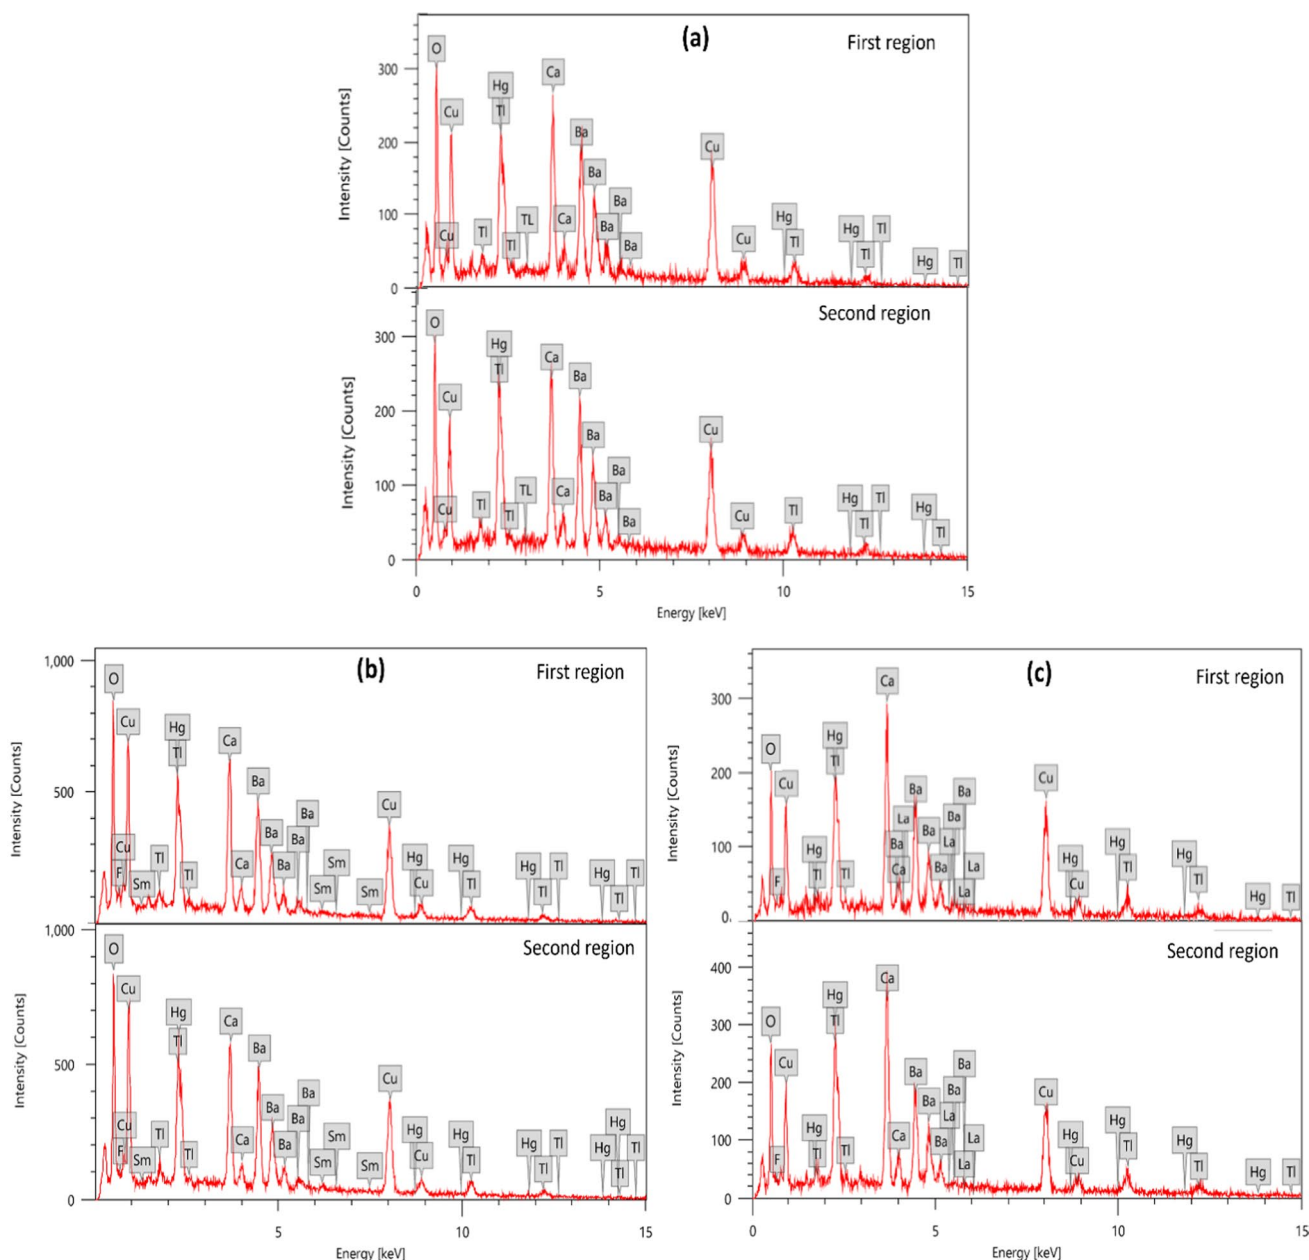 (a)
First region
Intensity [Counts]
300
200
100
0
O
Cu
Cu
Tl
Hg
Tl
Tl
TL
Ca
Ca
Ba
Ba
Ba
Ba
Ba
Cu
Cu
Hg
Tl
Hg
Tl
Tl
Hg
Tl
Second region
Intensity [Counts]
300
200
100
0
O
Cu
Cu
Tl
Hg
Tl
Tl
TL
Ca
Ca
Ba
Ba
Ba
Ba
Ba
Cu
Cu
Tl
Hg
Tl
Tl
Hg
Tl
0
5
10
15
Energy [keV]
(b)
First region
Intensity [Counts]
1,000
500
0
O
Cu
Cu
F
Sm
Tl
Hg
Tl
Tl
Ca
Ca
Ba
Ba
Ba
Ba
Ba
Sm
Sm
Sm
Cu
Hg
Cu
Hg
Tl
Hg
Tl
Tl
Hg
Tl
Tl
Second region
Intensity [Counts]
1,000
500
0
O
Cu
Cu
F
Sm
Tl
Hg
Tl
Tl
Ca
Ca
Ba
Ba
Ba
Ba
Ba
Sm
Sm
Sm
Cu
Hg
Cu
Hg
Tl
Hg
Tl
Tl
Hg
Hg
Tl
Tl
5
10
15
Energy [keV]
(c)
First region
Intensity [Counts]
300
200
100
0.
O
F
Cu
Hg
Tl
Hg
Tl
Tl
Ca
La
Ba
Ca
Ba
Ba
Ba
Ba
La
Ba
La
La
Cu
Hg
Cu
Hg
Tl
Hg
Tl
Hg
Tl
Second region
Intensity [Counts]
400
300
200
100
0
O
F
Cu
Hg
Tl
Hg
Tl
Tl
Ca
Ca
Ba
Ba
Ba
Ba
La
Ba
La
La
Cu
Hg
Cu
Hg
Tl
Hg
Tl
Hg
Tl
0
5
10
15
Energy [keV]